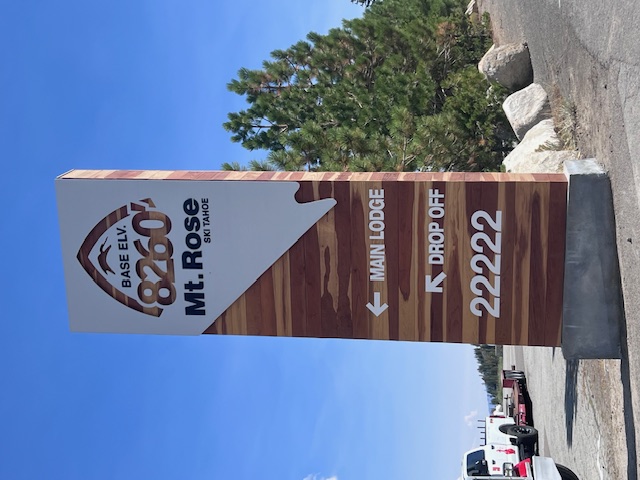 BASE ELV.
8260'
Mt. Rose
SKI TAHOE
← MAIN LODGE
↖ DROP OFF
22222